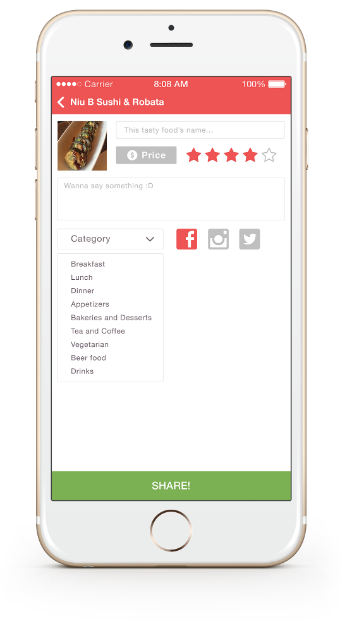 Carrier 8:08 AM 100%
Niu B Sushi & Robata
This tasty food's name...
$ Price
Wanna say something :D
Category
Breakfast
Lunch
Dinner
Appetizers
Bakeries and Desserts
Tea and Coffee
Vegetarian
Beer food
Drinks
SHARE!